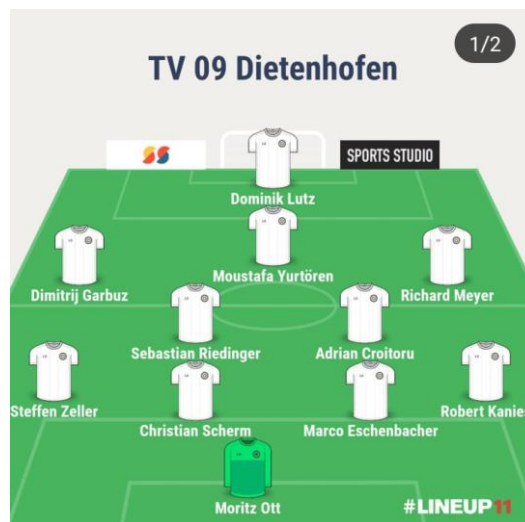 1/2
TV 09 Dietenhofen
SPORTS STUDIO
Dominik Lutz
Moustafa Yurtören
Dimitrij Garbuz
Richard Meyer
Sebastian Riedinger
Adrian Croitoru
Steffen Zeller
Robert Kanies
Christian Scherm
Marco Eschenbacher
Moritz Ott
#LINEUP11